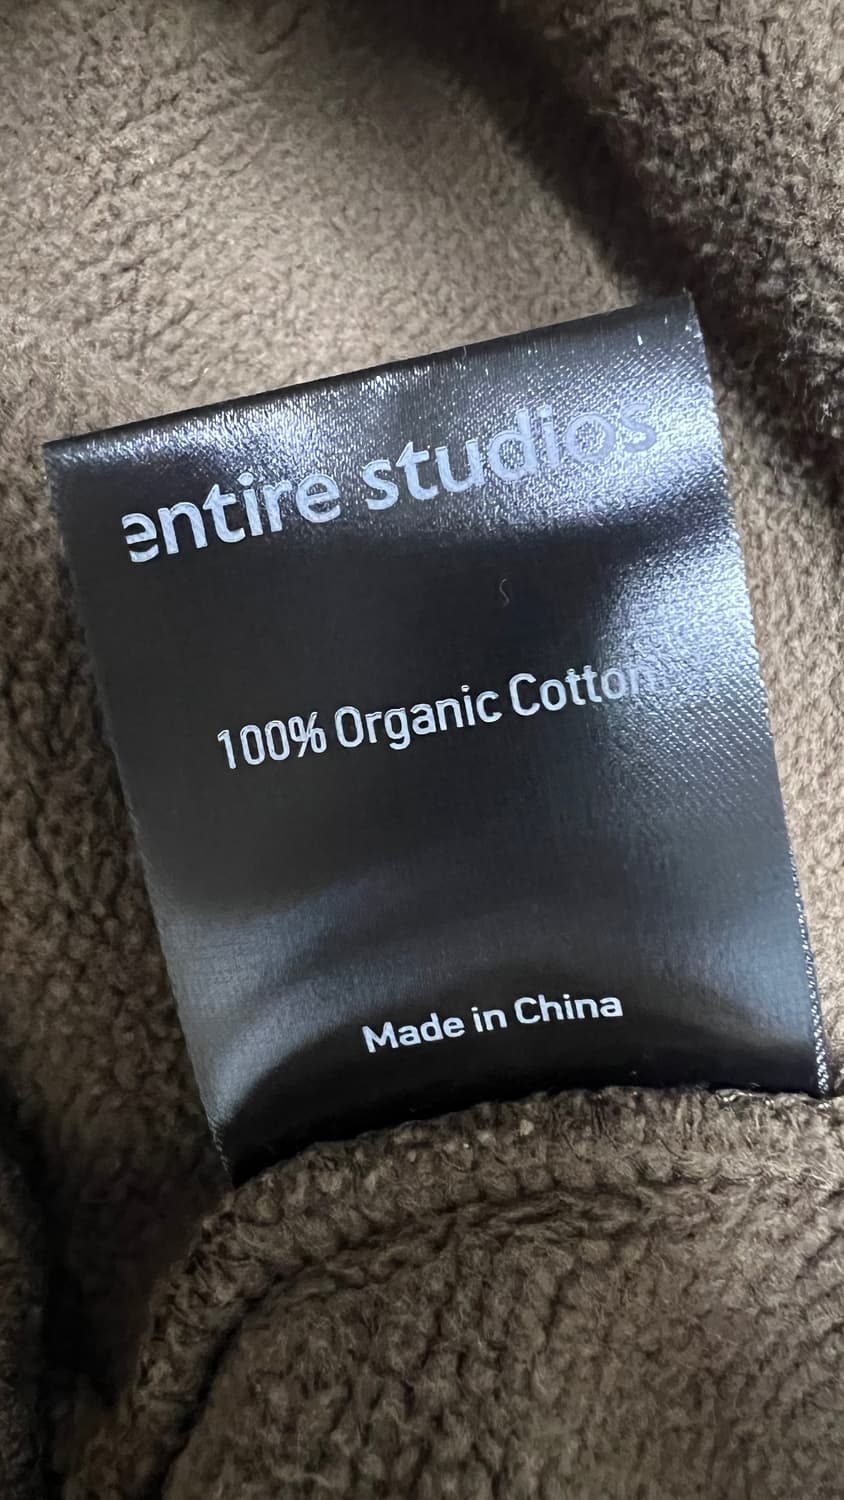 entire studios
100% Organic Cotton
Made in China